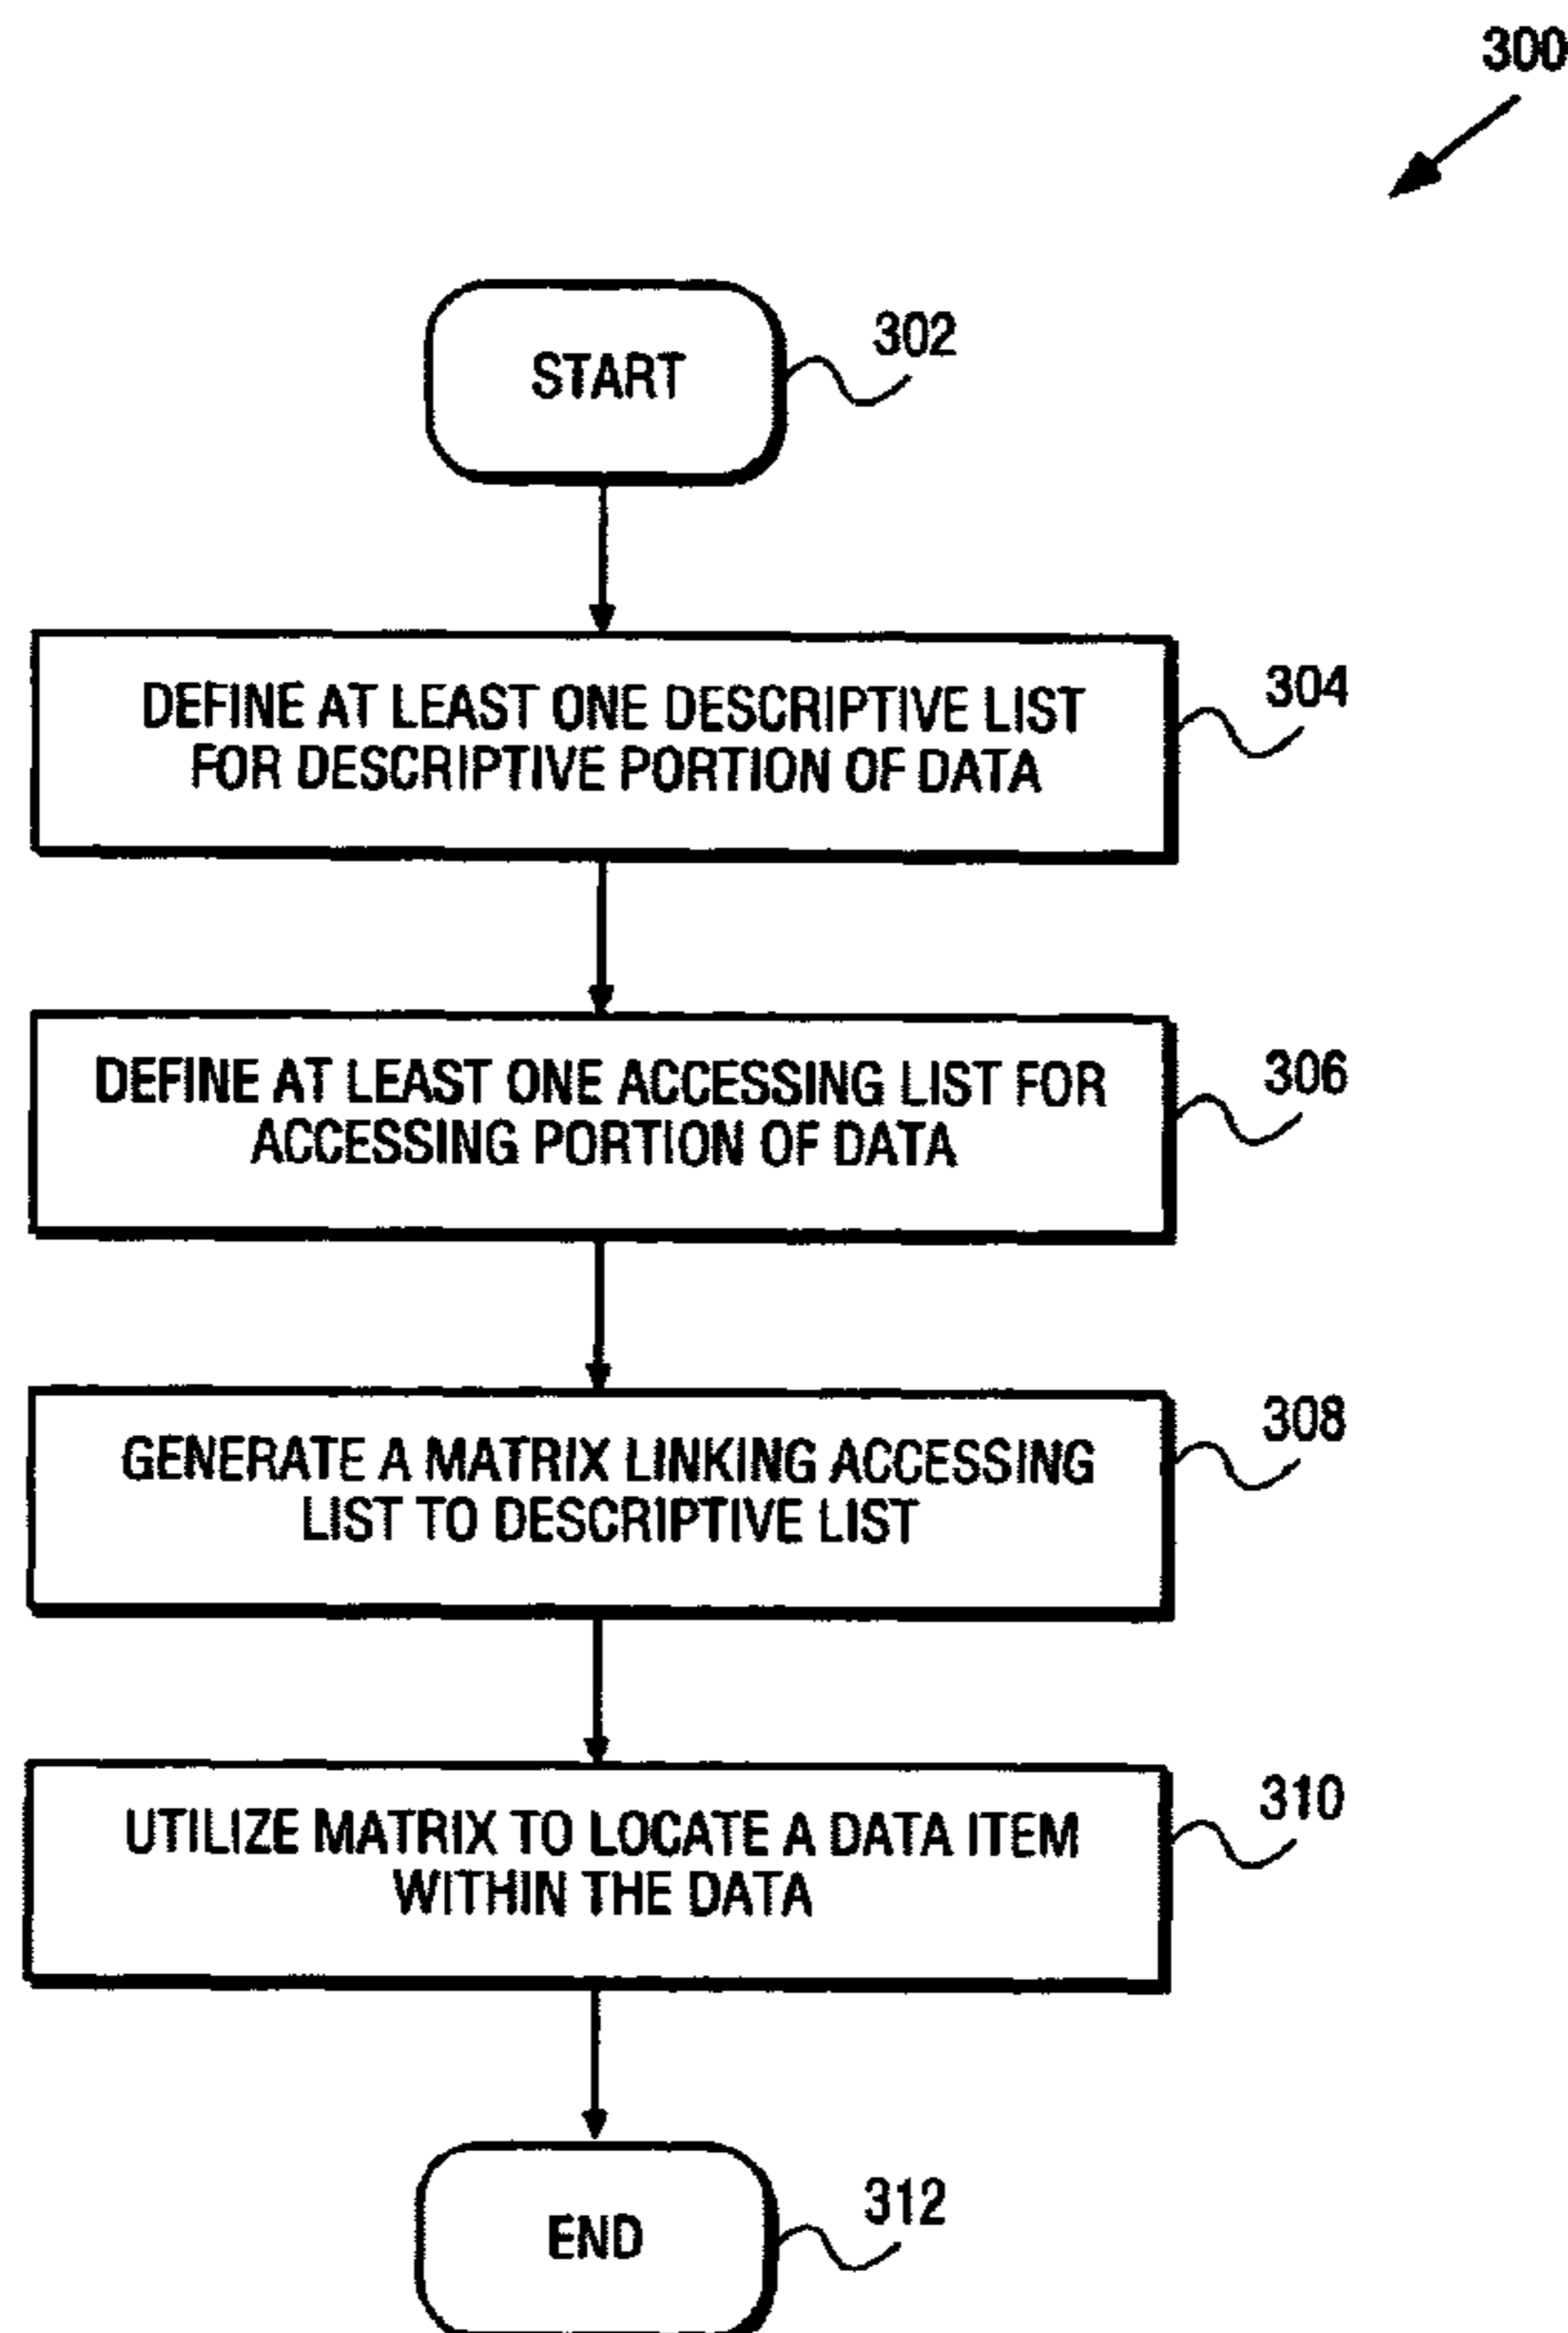 300
START
302
DEFINE AT LEAST ONE DESCRIPTIVE LIST
FOR DESCRIPTIVE PORTION OF DATA
304
DEFINE AT LEAST ONE ACCESSING LIST FOR
ACCESSING PORTION OF DATA
306
GENERATE A MATRIX LINKING ACCESSING
LIST TO DESCRIPTIVE LIST
308
UTILIZE MATRIX TO LOCATE A DATA ITEM
WITHIN THE DATA
310
END
312